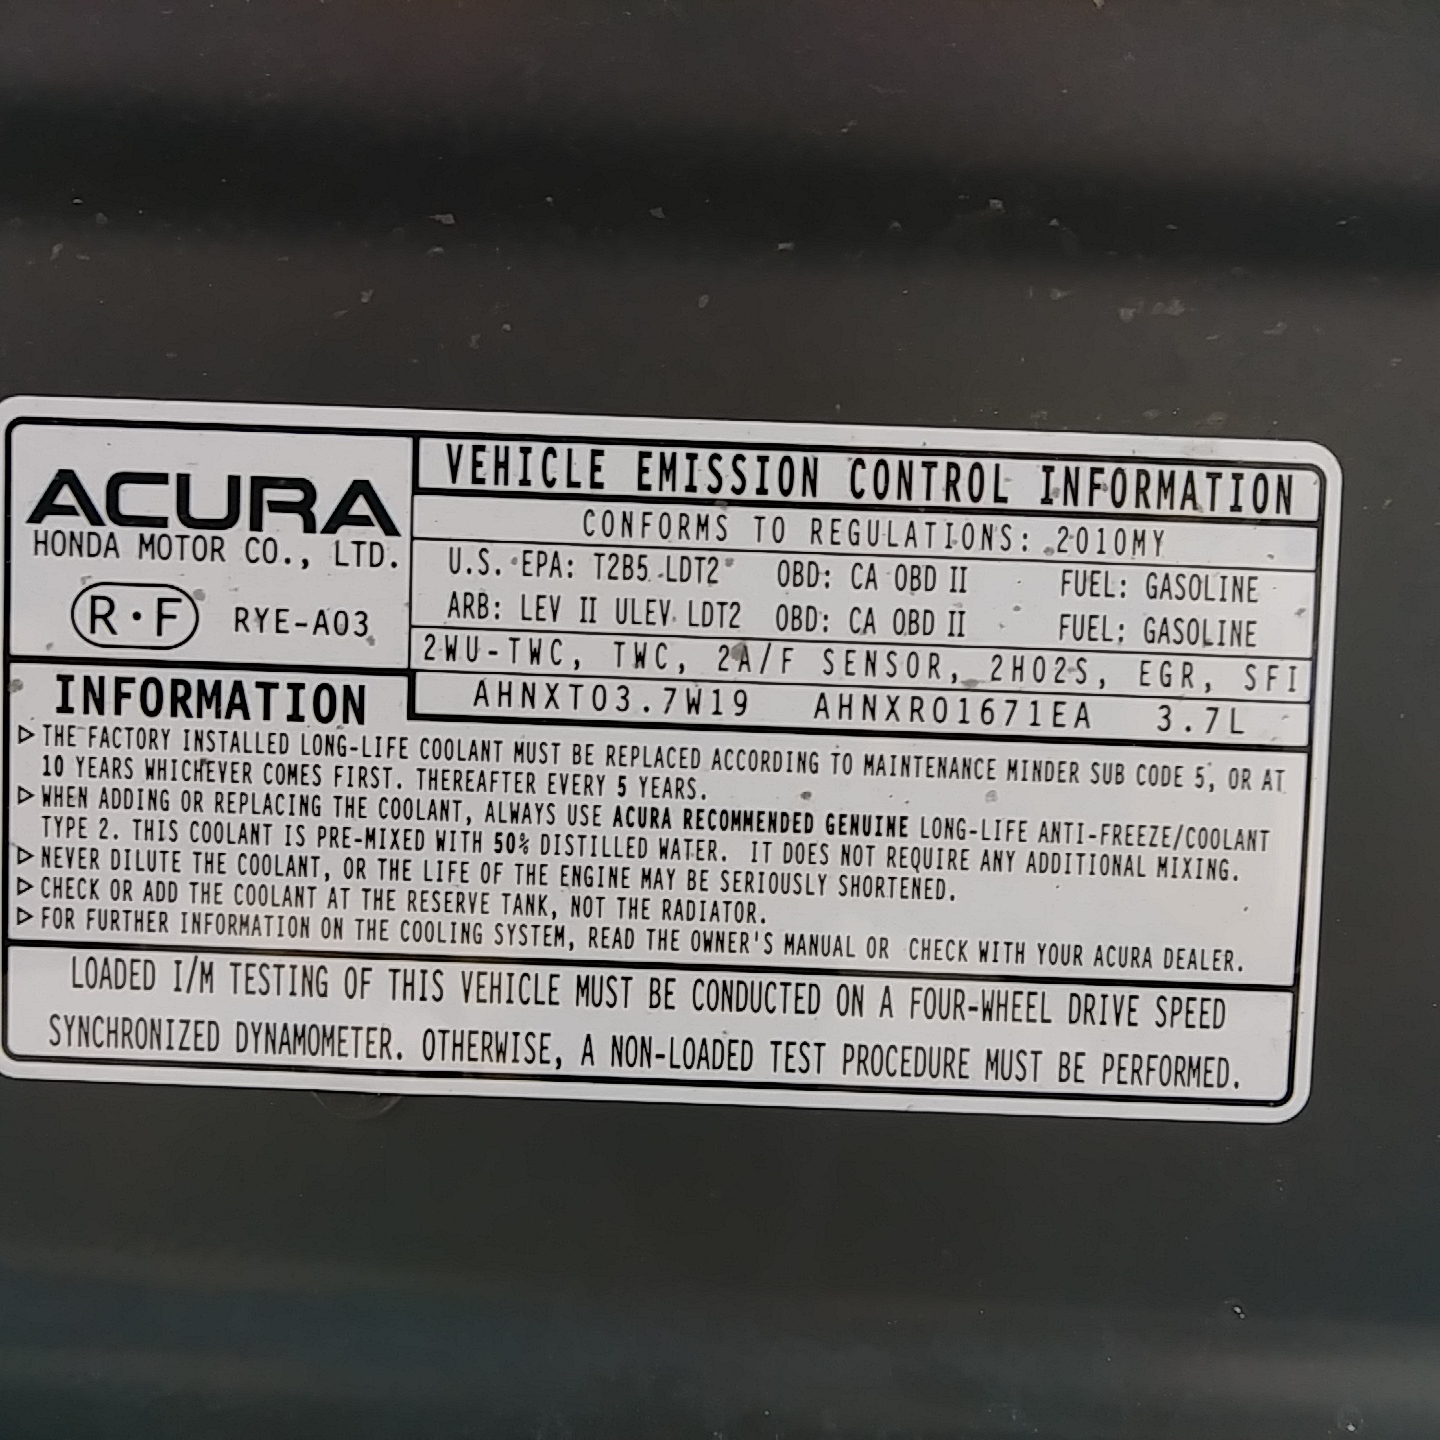 ACURA
HONDA MOTOR CO., LTD.
R·F RYE-A03
VEHICLE EMISSION CONTROL INFORMATION
CONFORMS TO REGULATIONS: 2010MY
U.S. EPA: T2B5 LDT2 OBD: CA OBD II FUEL: GASOLINE
ARB: LEV II ULEV LDT2 OBD: CA OBD II FUEL: GASOLINE
2WU-TWC, TWC, 2A/F SENSOR, 2HO2S, EGR, SFI
AHNXT03.7W19 AHNXR01671EA 3.7L
INFORMATION
▷ THE FACTORY INSTALLED LONG-LIFE COOLANT MUST BE REPLACED ACCORDING TO MAINTENANCE MINDER SUB CODE 5, OR AT
10 YEARS WHICHEVER COMES FIRST. THEREAFTER EVERY 5 YEARS.
▷ WHEN ADDING OR REPLACING THE COOLANT, ALWAYS USE ACURA RECOMMENDED GENUINE LONG-LIFE ANTI-FREEZE/COOLANT
TYPE 2. THIS COOLANT IS PRE-MIXED WITH 50% DISTILLED WATER. IT DOES NOT REQUIRE ANY ADDITIONAL MIXING.
▷ NEVER DILUTE THE COOLANT, OR THE LIFE OF THE ENGINE MAY BE SERIOUSLY SHORTENED.
▷ CHECK OR ADD THE COOLANT AT THE RESERVE TANK, NOT THE RADIATOR.
▷ FOR FURTHER INFORMATION ON THE COOLING SYSTEM, READ THE OWNER'S MANUAL OR CHECK WITH YOUR ACURA DEALER.
LOADED I/M TESTING OF THIS VEHICLE MUST BE CONDUCTED ON A FOUR-WHEEL DRIVE SPEED
SYNCHRONIZED DYNAMOMETER. OTHERWISE, A NON-LOADED TEST PROCEDURE MUST BE PERFORMED.